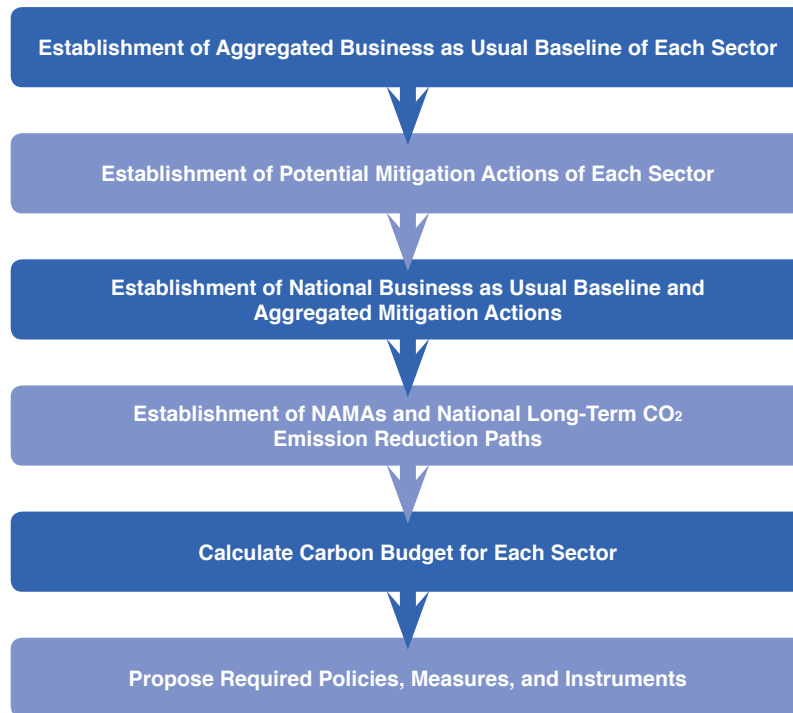 Establishment of Aggregated Business as Usual Baseline of Each Sector
Establishment of Potential Mitigation Actions of Each Sector
Establishment of National Business as Usual Baseline and
Aggregated Mitigation Actions
Establishment of NAMAs and National Long-Term CO₂
Emission Reduction Paths
Calculate Carbon Budget for Each Sector
Propose Required Policies, Measures, and Instruments